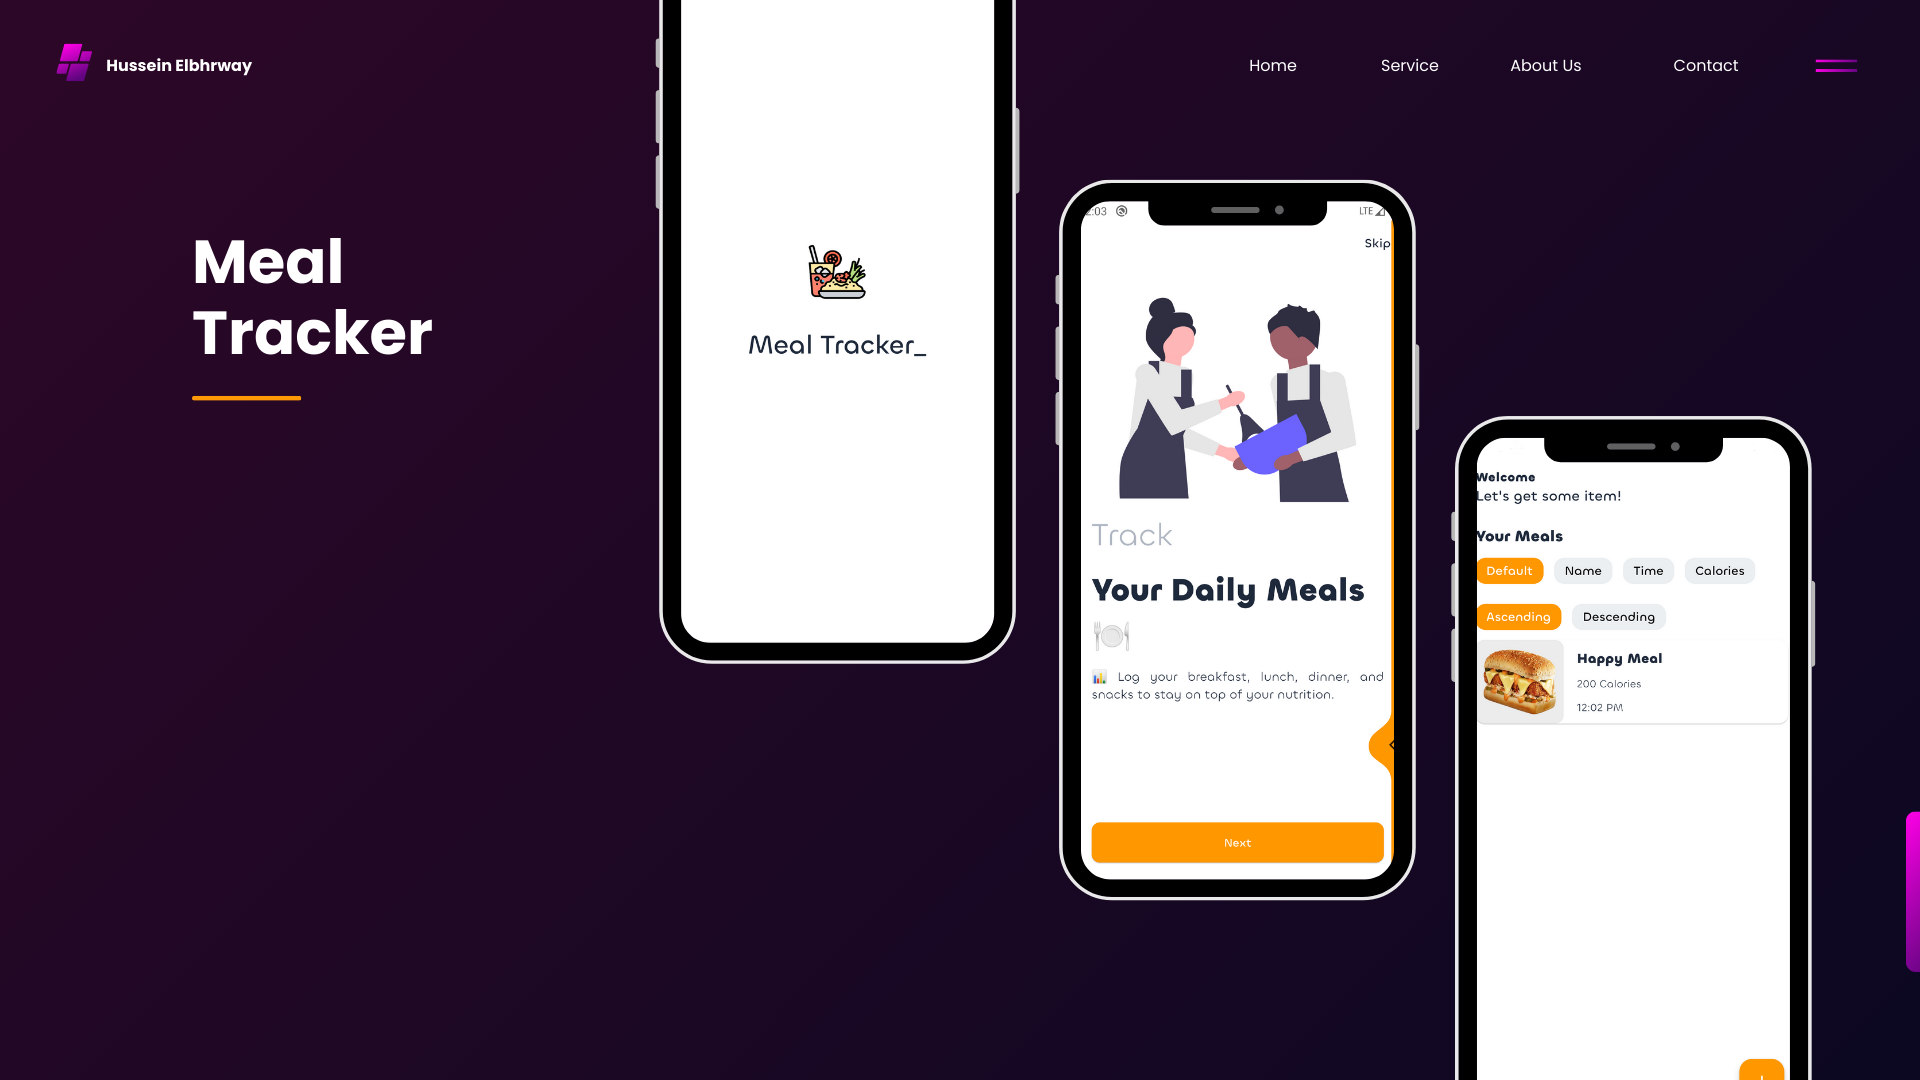 Hussein Elbhrway
Home
Service
About Us
Contact
Meal
Tracker
Meal Tracker_
2:03
LTE
Skip
Track
Your Daily Meals
Log your breakfast, lunch, dinner, and
snacks to stay on top of your nutrition.
Next
Welcome
Let's get some item!
Your Meals
Default
Name
Time
Calories
Ascending
Descending
Happy Meal
200 Calories
12:02 PM